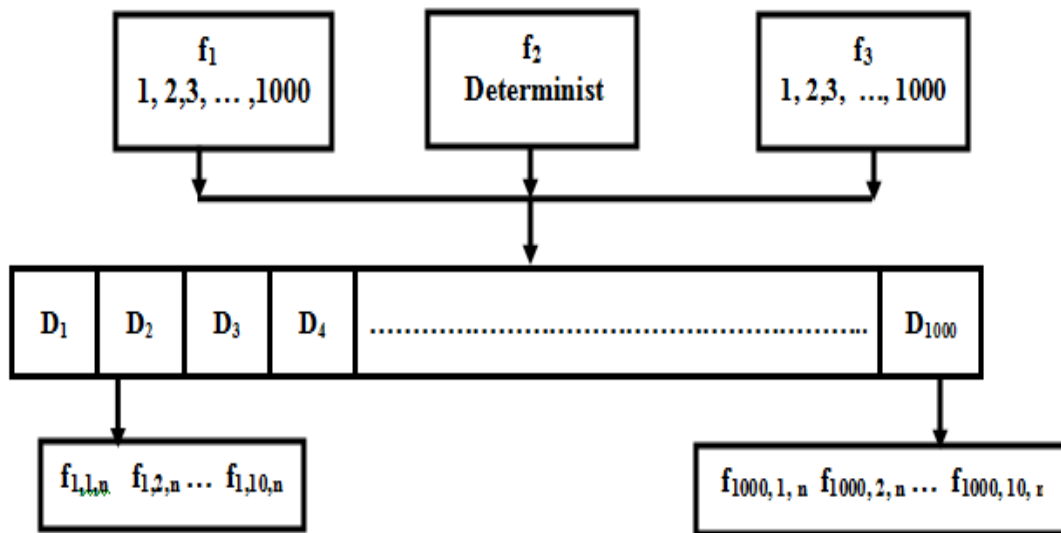 f₁
1, 2,3, … ,1000
f₂
Determinist
f₃
1, 2,3, …, 1000
D₁ D₂ D₃ D₄ ........................................................... D₁₀₀₀
f₁,₁,ₙ f₁,₂,ₙ … f₁,₁₀,ₙ
f₁₀₀₀, ₁, ₙ f₁₀₀₀, ₂, ₙ … f₁₀₀₀, ₁₀, ᵣ